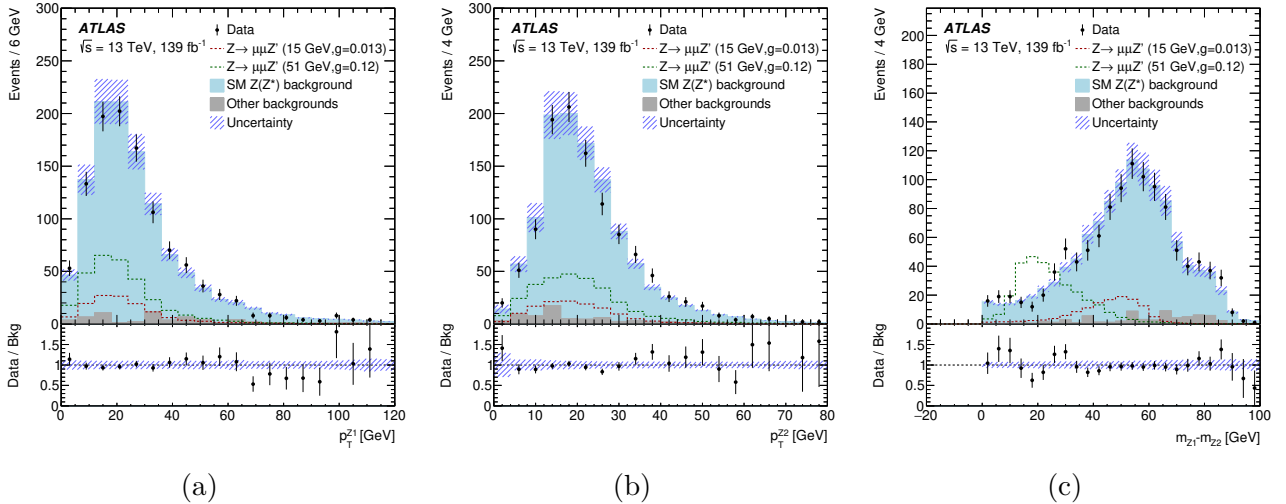 Events / 6 GeV
300
250
200
150
100
50
0
ATLAS
√s = 13 TeV, 139 fb⁻¹
Data
Z→ μμZ' (15 GeV,g=0.013)
Z→ μμZ' (51 GeV,g=0.12)
SM Z(Z*) background
Other backgrounds
Uncertainty
Data / Bkg
1.5
1
0.5
0
0 20 40 60 80 100 120
p_T^Z1 [GeV]
(a)
Events / 4 GeV
300
250
200
150
100
50
0
ATLAS
√s = 13 TeV, 139 fb⁻¹
Data
Z→ μμZ' (15 GeV,g=0.013)
Z→ μμZ' (51 GeV,g=0.12)
SM Z(Z*) background
Other backgrounds
Uncertainty
Data / Bkg
1.5
1
0.5
0
0 10 20 30 40 50 60 70 80
p_T^Z2 [GeV]
(b)
Events / 4 GeV
220
200
180
160
140
120
100
80
60
40
20
0
ATLAS
√s = 13 TeV, 139 fb⁻¹
Data
Z→ μμZ' (15 GeV,g=0.013)
Z→ μμZ' (51 GeV,g=0.12)
SM Z(Z*) background
Other backgrounds
Uncertainty
Data / Bkg
1.5
1
0.5
0
−20 0 20 40 60 80 100
m_Z1-m_Z2 [GeV]
(c)